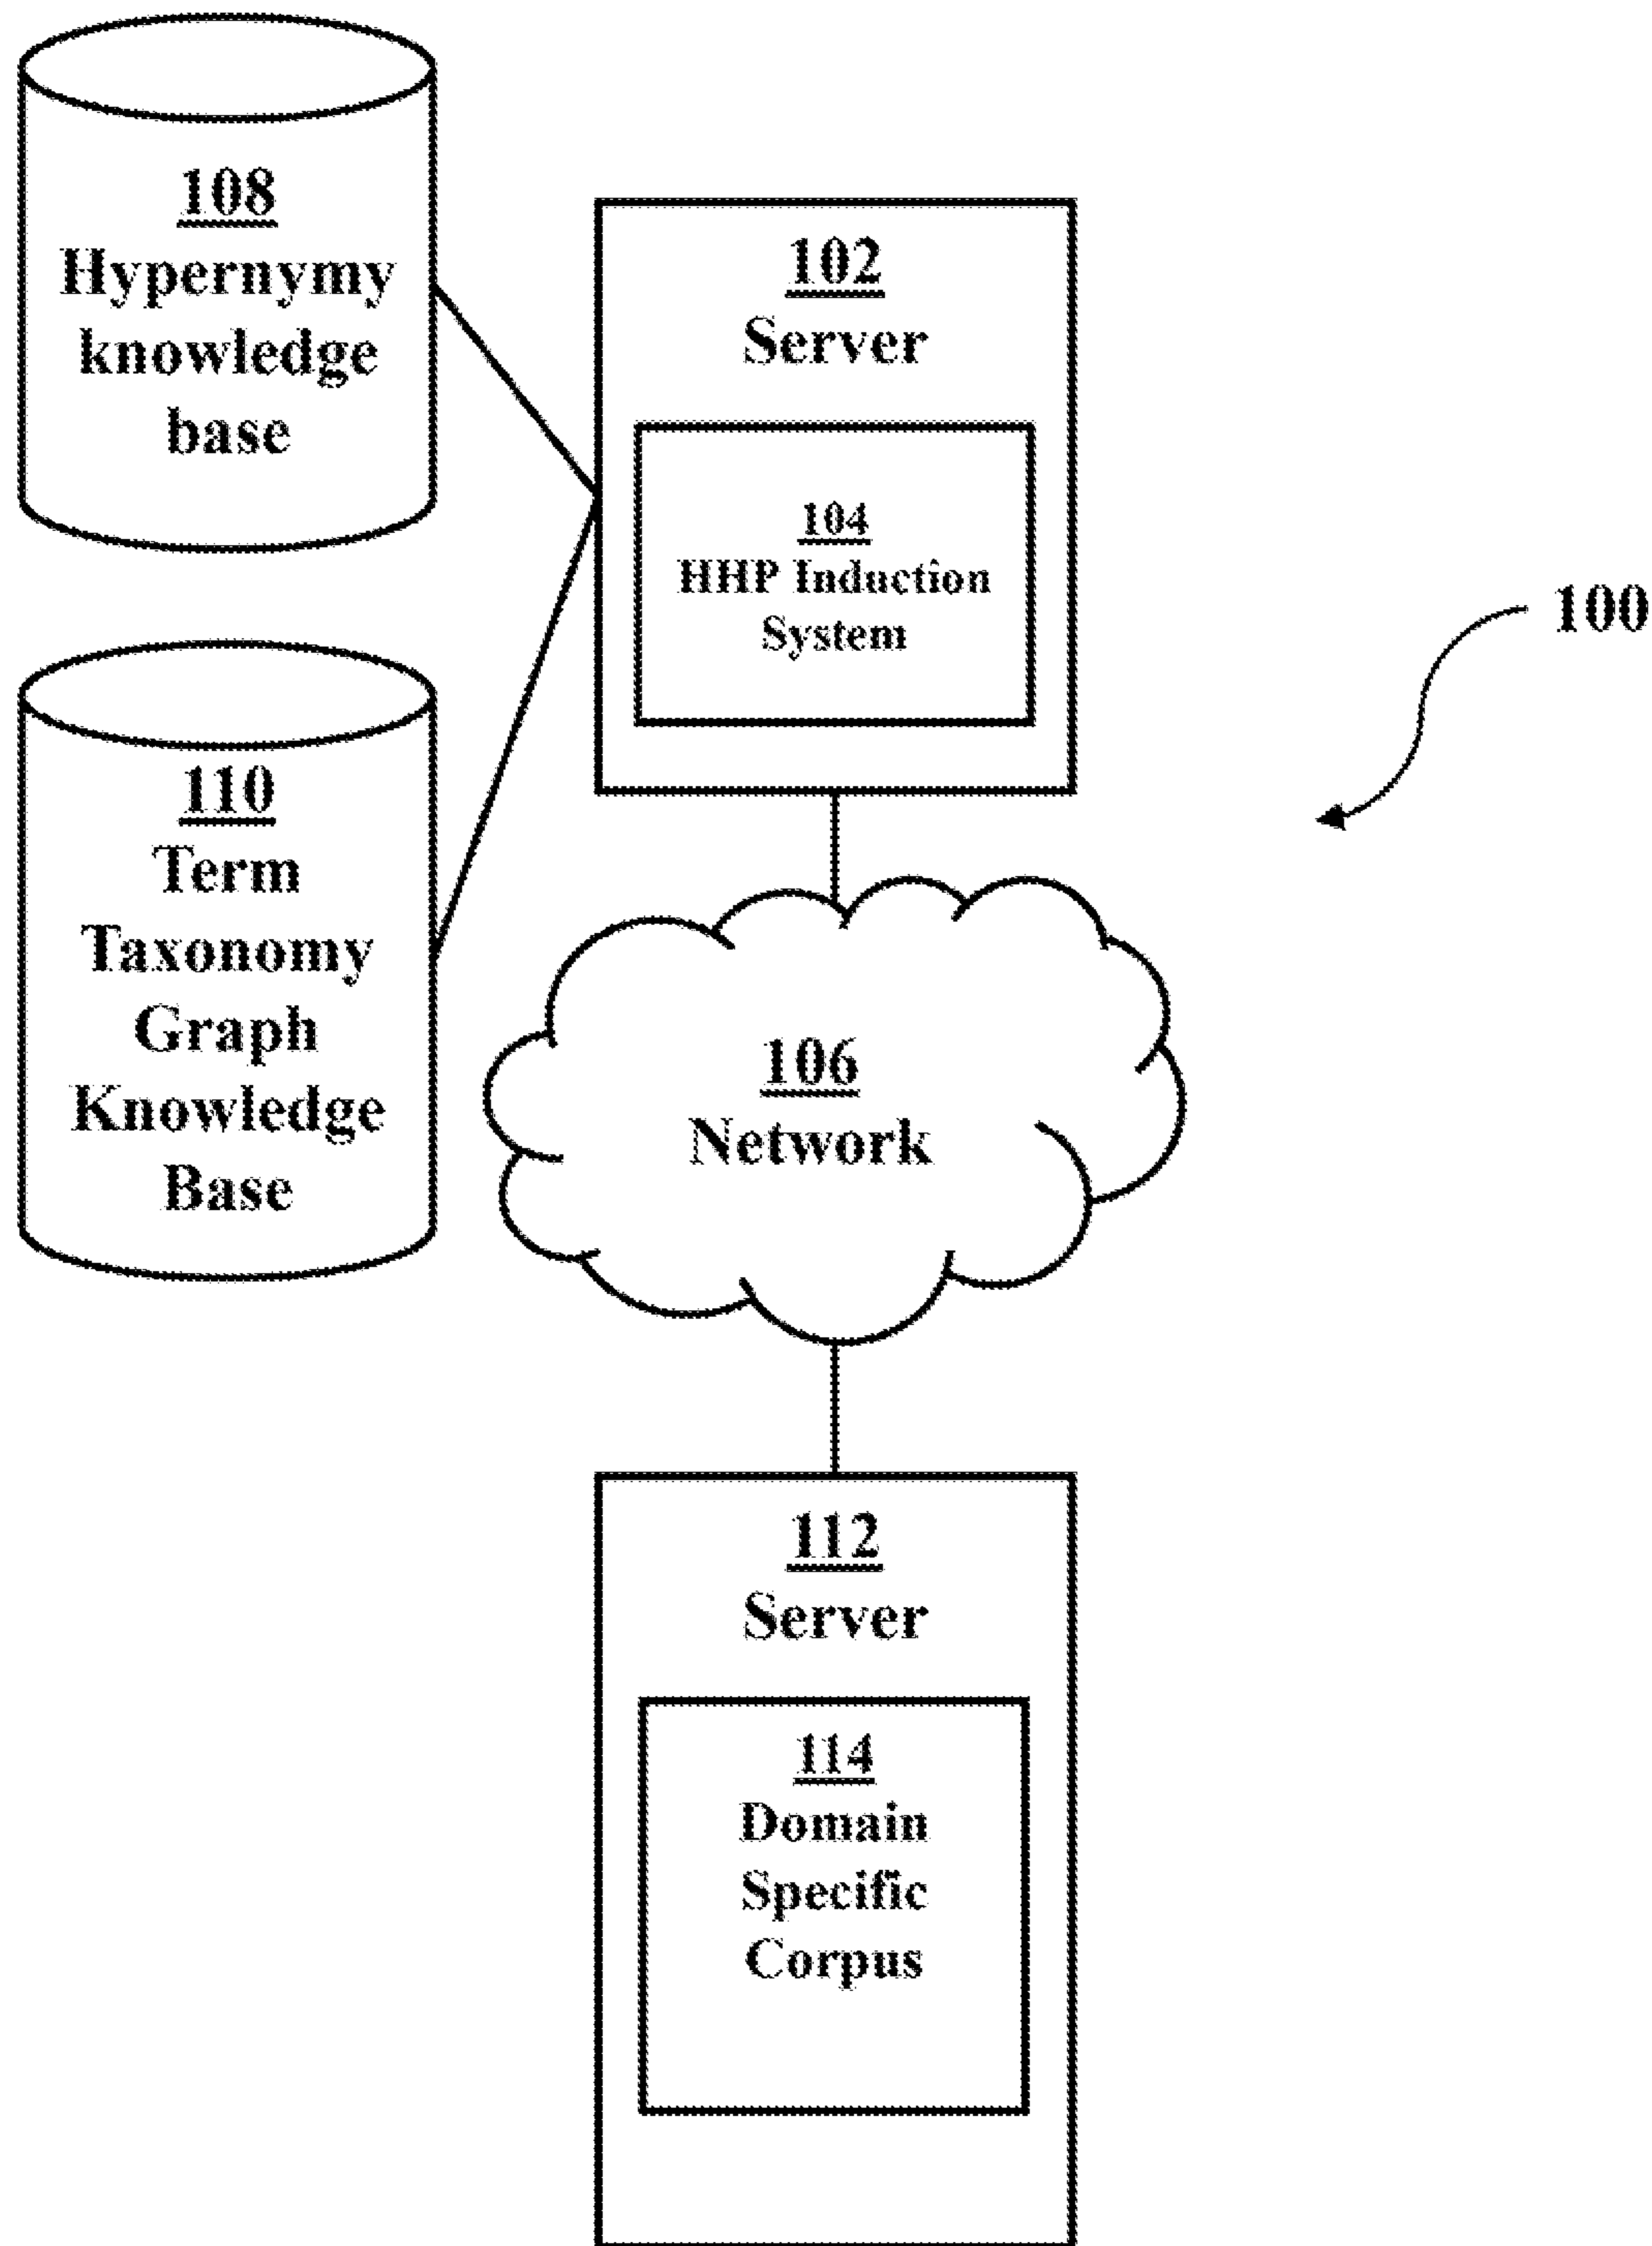 108
Hypernymy
knowledge
base
102
Server
104
HHP Induction
System
100
110
Term
Taxonomy
Graph
Knowledge
Base
106
Network
112
Server
114
Domain
Specific
Corpus